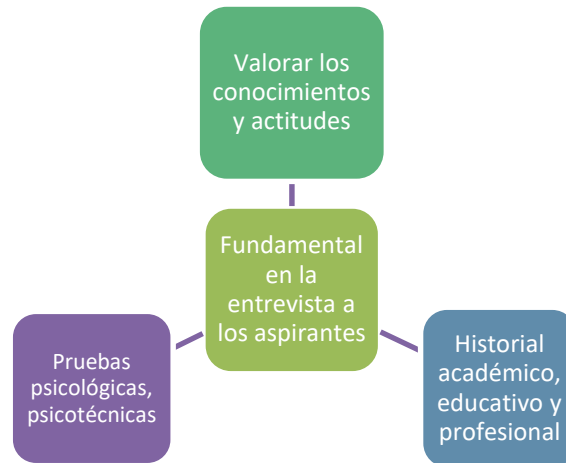 Valorar los
conocimientos
y actitudes
Fundamental
en la
entrevista a
los aspirantes
Pruebas
psicológicas,
psicotécnicas
Historial
académico,
educativo y
profesional